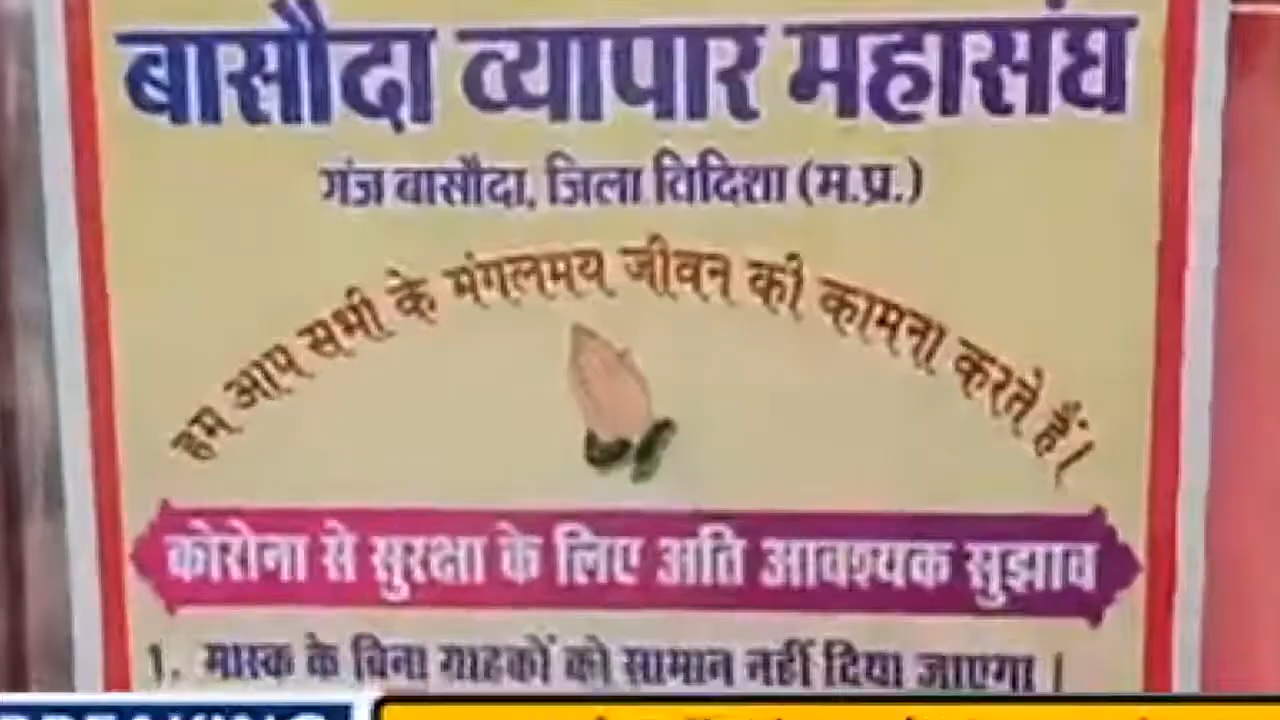 बासौदा व्यापार महासंघ
गंज बासौदा, जिला विदिशा (म.प्र.)
हम आप सभी के मंगलमय जीवन की कामना करते हैं।
कोरोना से सुरक्षा के लिए अति आवश्यक सुझाव
1. मास्क के बिना ग्राहकों को सामान नहीं दिया जाएगा।